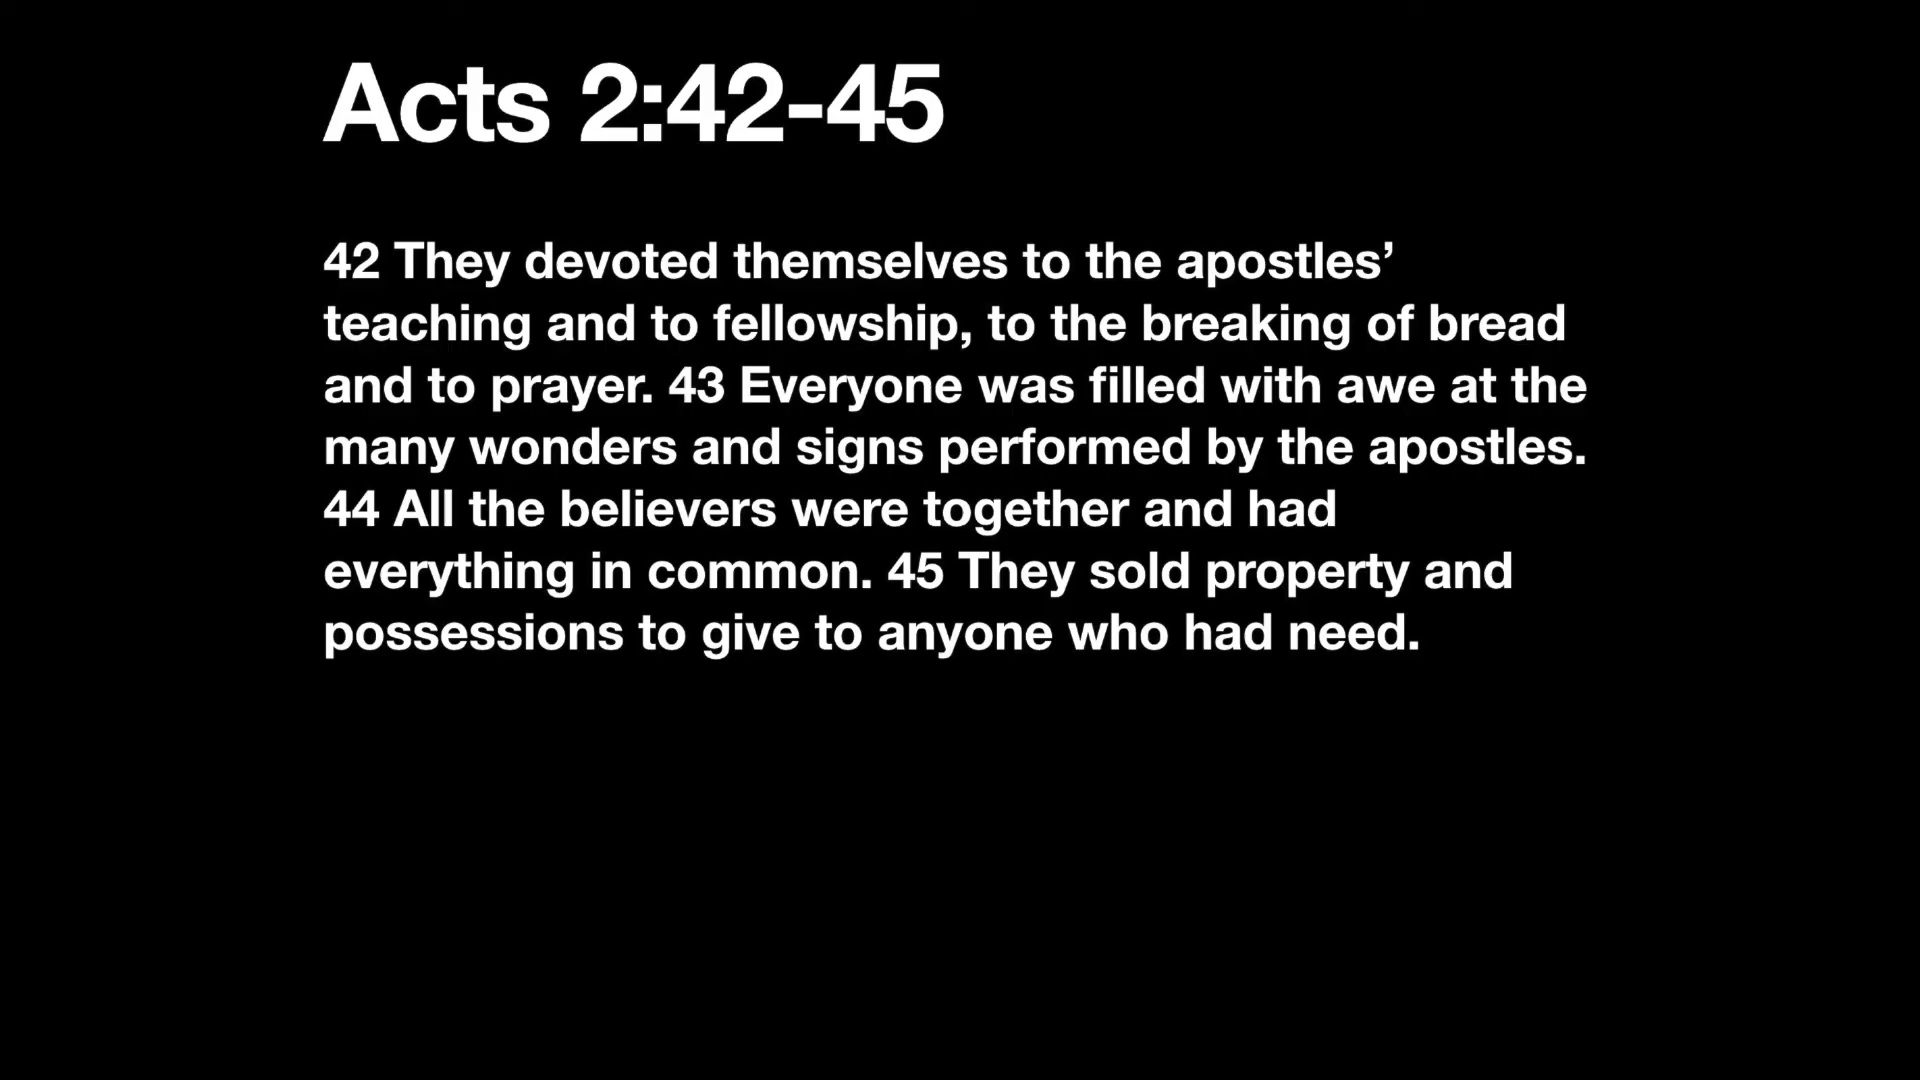 Acts 2:42-45
42 They devoted themselves to the apostles’
teaching and to fellowship, to the breaking of bread
and to prayer. 43 Everyone was filled with awe at the
many wonders and signs performed by the apostles.
44 All the believers were together and had
everything in common. 45 They sold property and
possessions to give to anyone who had need.